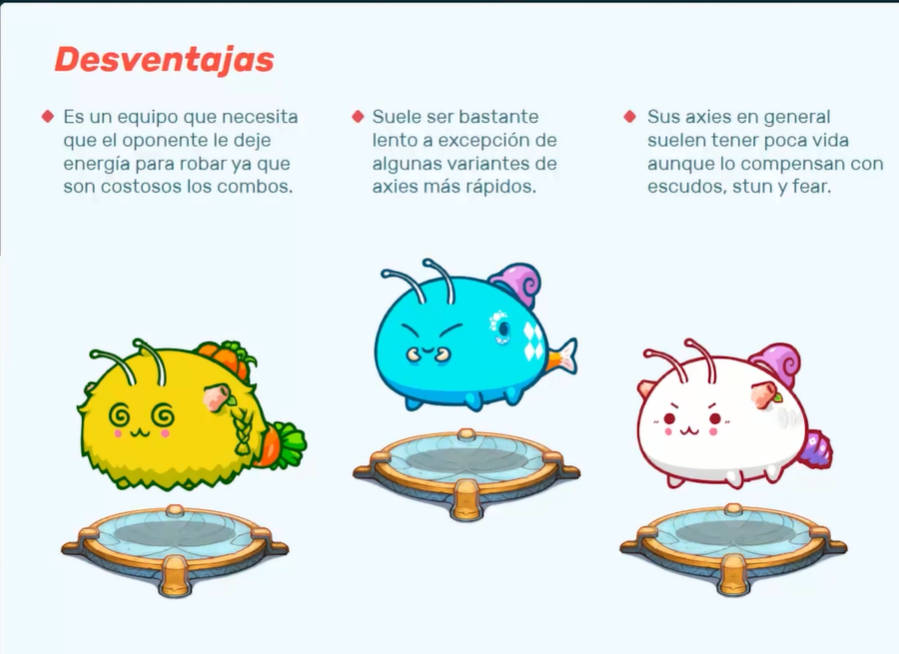 Desventajas
Es un equipo que necesita
que el oponente le deje
energía para robar ya que
son costosos los combos.
Suele ser bastante
lento a excepción de
algunas variantes de
axies más rápidos.
Sus axies en general
suelen tener poca vida
aunque lo compensan con
escudos, stun y fear.